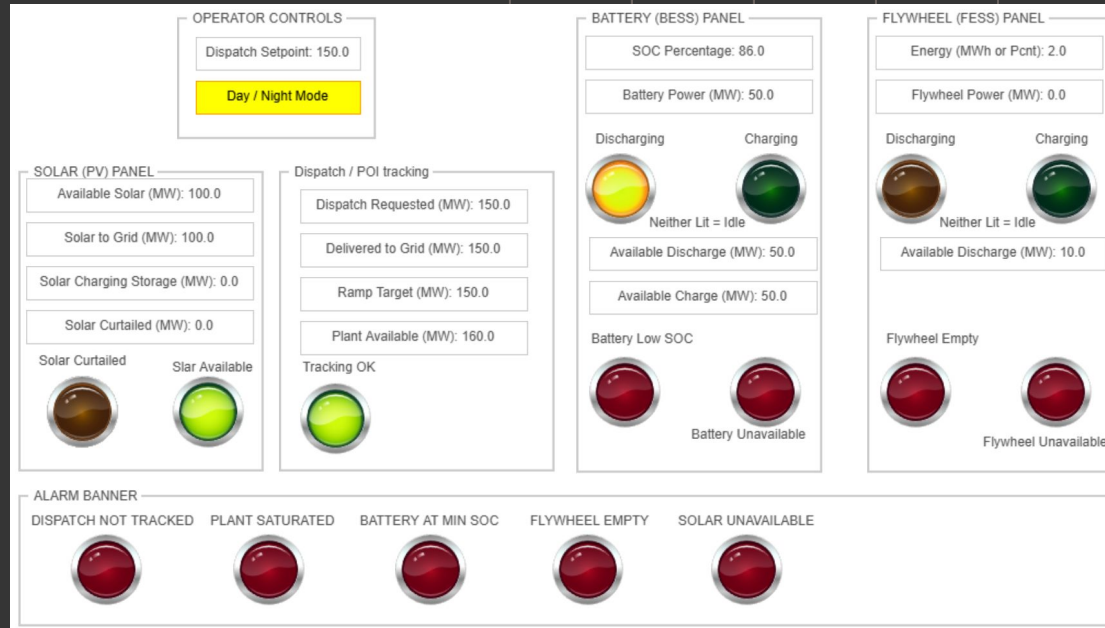 OPERATOR CONTROLS
Dispatch Setpoint: 150.0
Day / Night Mode
SOLAR (PV) PANEL
Available Solar (MW): 100.0
Solar to Grid (MW): 100.0
Solar Charging Storage (MW): 0.0
Solar Curtailed (MW): 0.0
Solar Curtailed
Slar Available
Dispatch / POI tracking
Dispatch Requested (MW): 150.0
Delivered to Grid (MW): 150.0
Ramp Target (MW): 150.0
Plant Available (MW): 160.0
Tracking OK
BATTERY (BESS) PANEL
SOC Percentage: 86.0
Battery Power (MW): 50.0
Discharging
Charging
Neither Lit = Idle
Available Discharge (MW): 50.0
Available Charge (MW): 50.0
Battery Low SOC
Battery Unavailable
FLYWHEEL (FESS) PANEL
Energy (MWh or Pcnt): 2.0
Flywheel Power (MW): 0.0
Discharging
Charging
Neither Lit = Idle
Available Discharge (MW): 10.0
Flywheel Empty
Flywheel Unavailable
ALARM BANNER
DISPATCH NOT TRACKED
PLANT SATURATED
BATTERY AT MIN SOC
FLYWHEEL EMPTY
SOLAR UNAVAILABLE